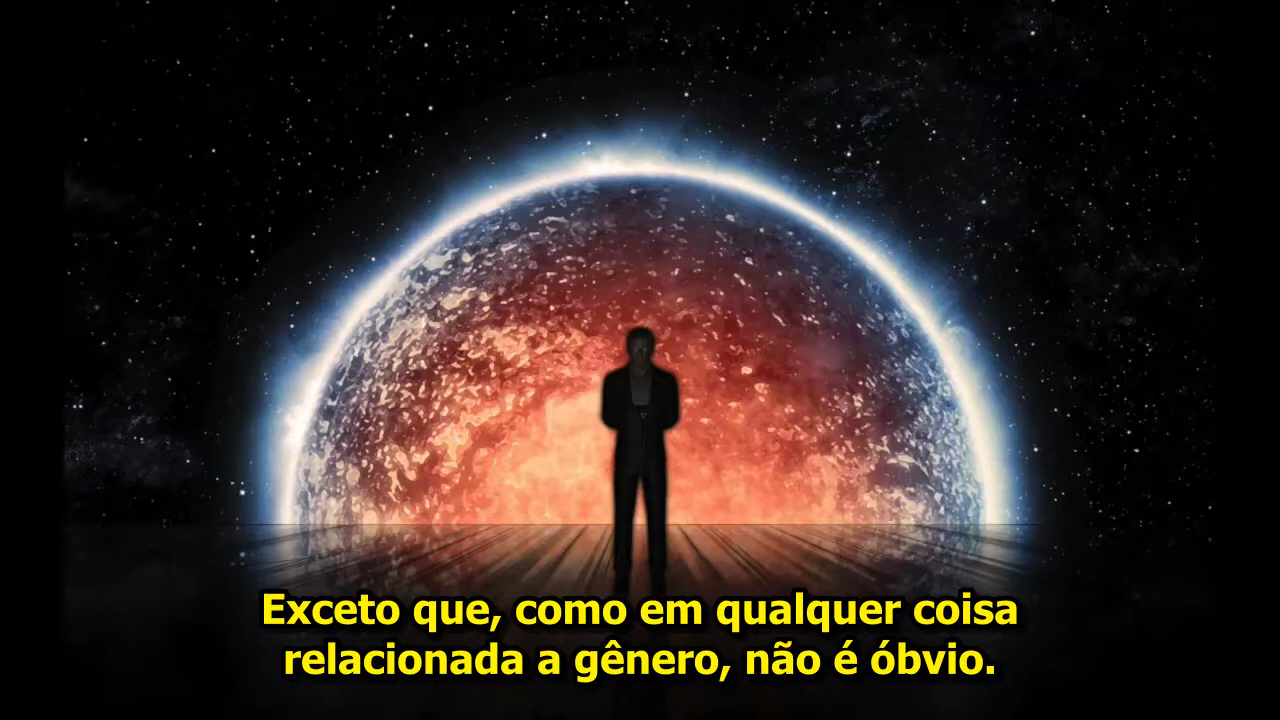 Exceto que, como em qualquer coisa
relacionada a gênero, não é óbvio.